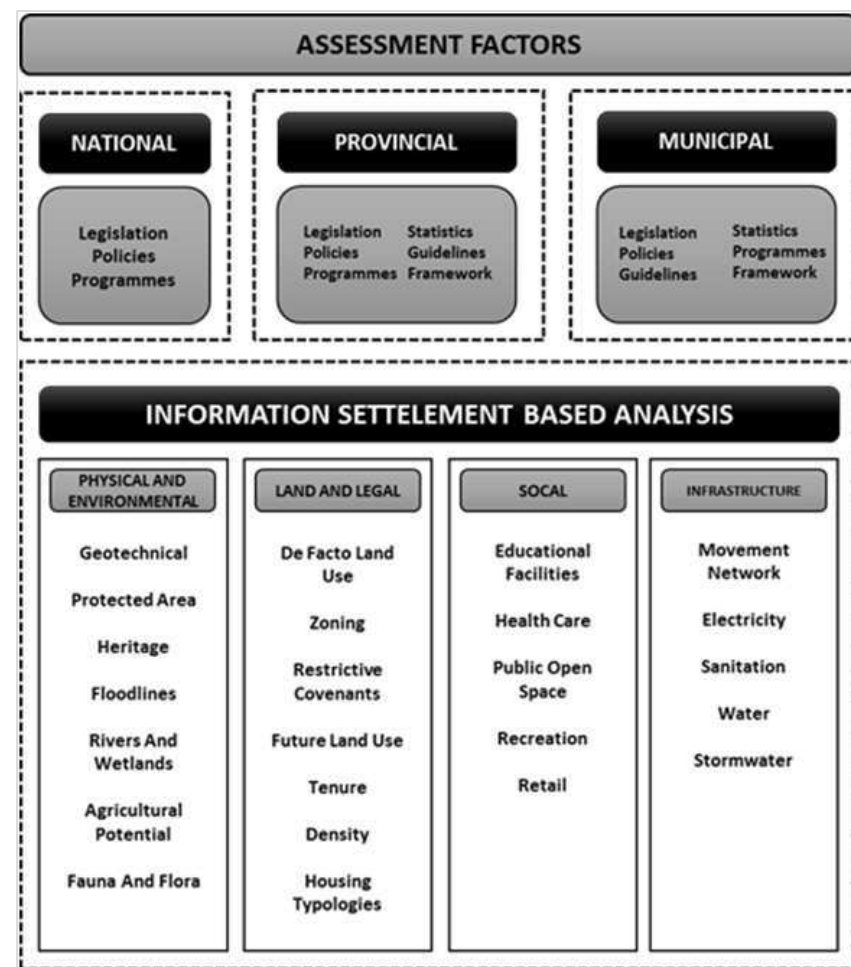 ASSESSMENT FACTORS
NATIONAL
Legislation
Policies
Programmes
PROVINCIAL
Legislation Statistics
Policies Guidelines
Programmes Framework
MUNICIPAL
Legislation Statistics
Policies Programmes
Guidelines Framework
INFORMATION SETTELEMENT BASED ANALYSIS
PHYSICAL AND
ENVIRONMENTAL
Geotechnical
Protected Area
Heritage
Floodlines
Rivers And
Wetlands
Agricultural
Potential
Fauna And Flora
LAND AND LEGAL
De Facto Land
Use
Zoning
Restrictive
Covenants
Future Land Use
Tenure
Density
Housing
Typologies
SOCAL
Educational
Facilities
Health Care
Public Open
Space
Recreation
Retail
INFRASTRUCTURE
Movement
Network
Electricity
Sanitation
Water
Stormwater